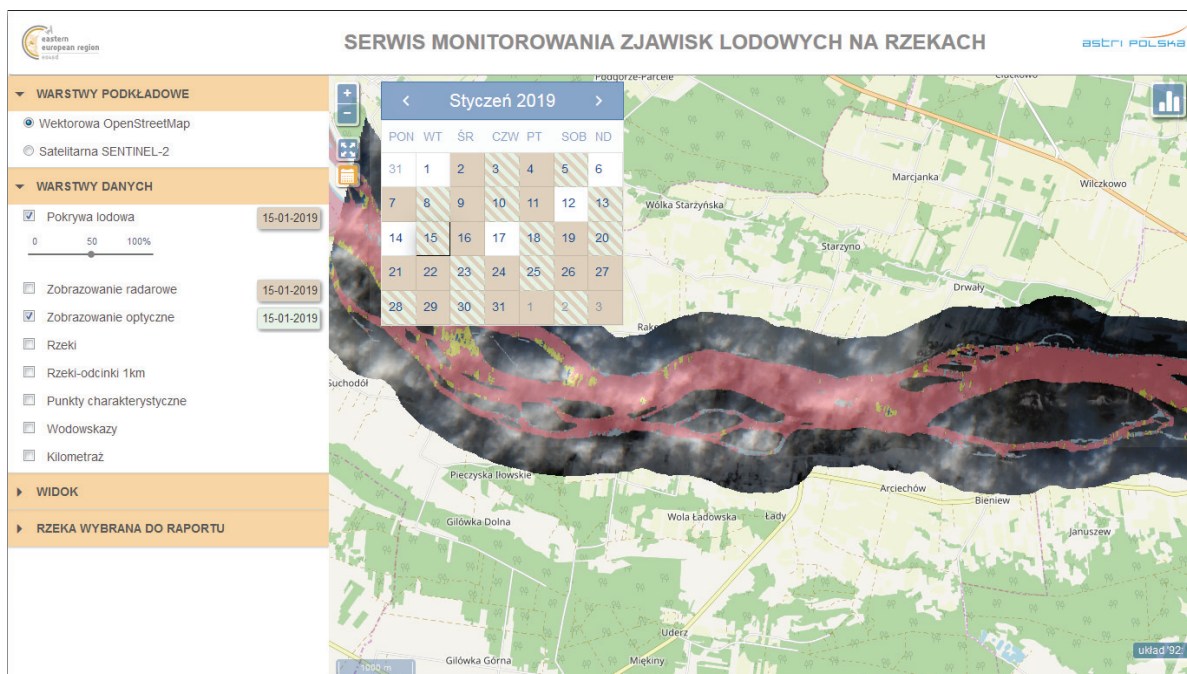 eastern
european region
SERWIS MONITOROWANIA ZJAWISK LODOWYCH NA RZEKACH
astri POLSKA
WARSTWY PODKŁADOWE
Wektorowa OpenStreetMap
Satelitarna SENTINEL-2
WARSTWY DANYCH
Pokrywa lodowa 15-01-2019
0 50 100%
Zobrazowanie radarowe 15-01-2019
Zobrazowanie optyczne 15-01-2019
Rzeki
Rzeki-odcinki 1km
Punkty charakterystyczne
Wodowskazy
Kilometraż
WIDOK
RZEKA WYBRANA DO RAPORTU
+
−
< Styczeń 2019 >
PON WT ŚR CZW PT SOB ND
31 1 2 3 4 5 6
7 8 9 10 11 12 13
14 15 16 17 18 19 20
21 22 23 24 25 26 27
28 29 30 31 1 2 3
Podgórze-Parcele
Marcjanka
Wilczkowo
Wólka Starzyńska
Starzyno
Drwały
Suchodół
Pieczyska Iłowskie
Arciechów
Bieniew
Gilówka Dolna
Wola Ładowska
Łady
Januszew
Uderz
Gilówka Górna
Miękiny
1000 m
układ '92: